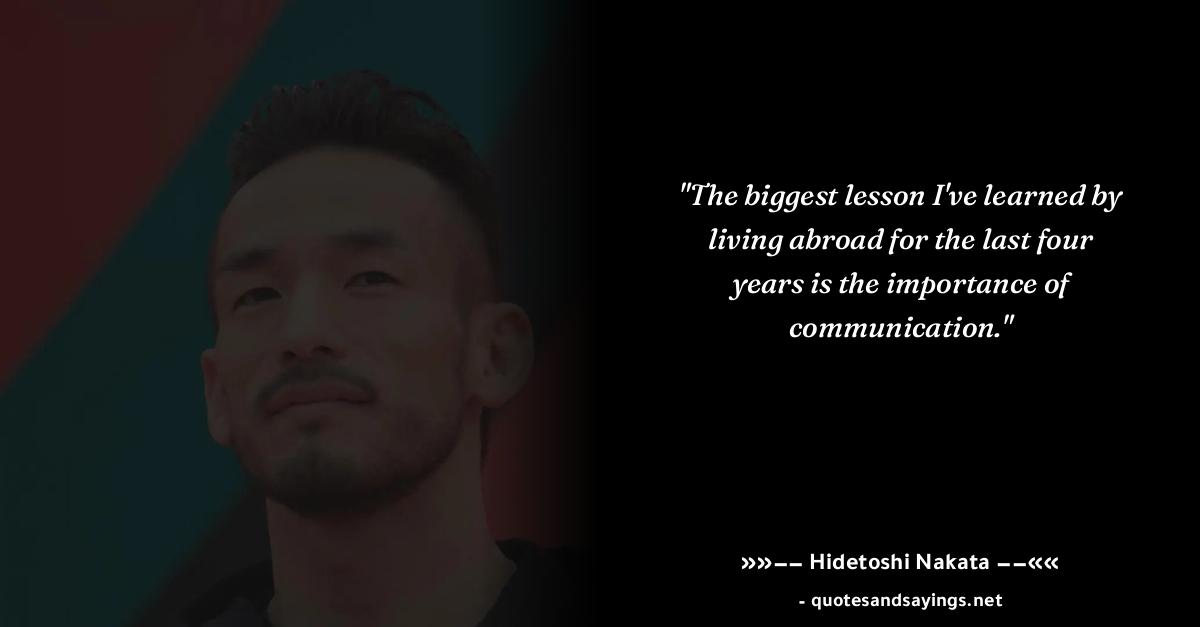 "The biggest lesson I've learned by
living abroad for the last four
years is the importance of
communication."
»»−− Hidetoshi Nakata −−««
- quotesandsayings.net